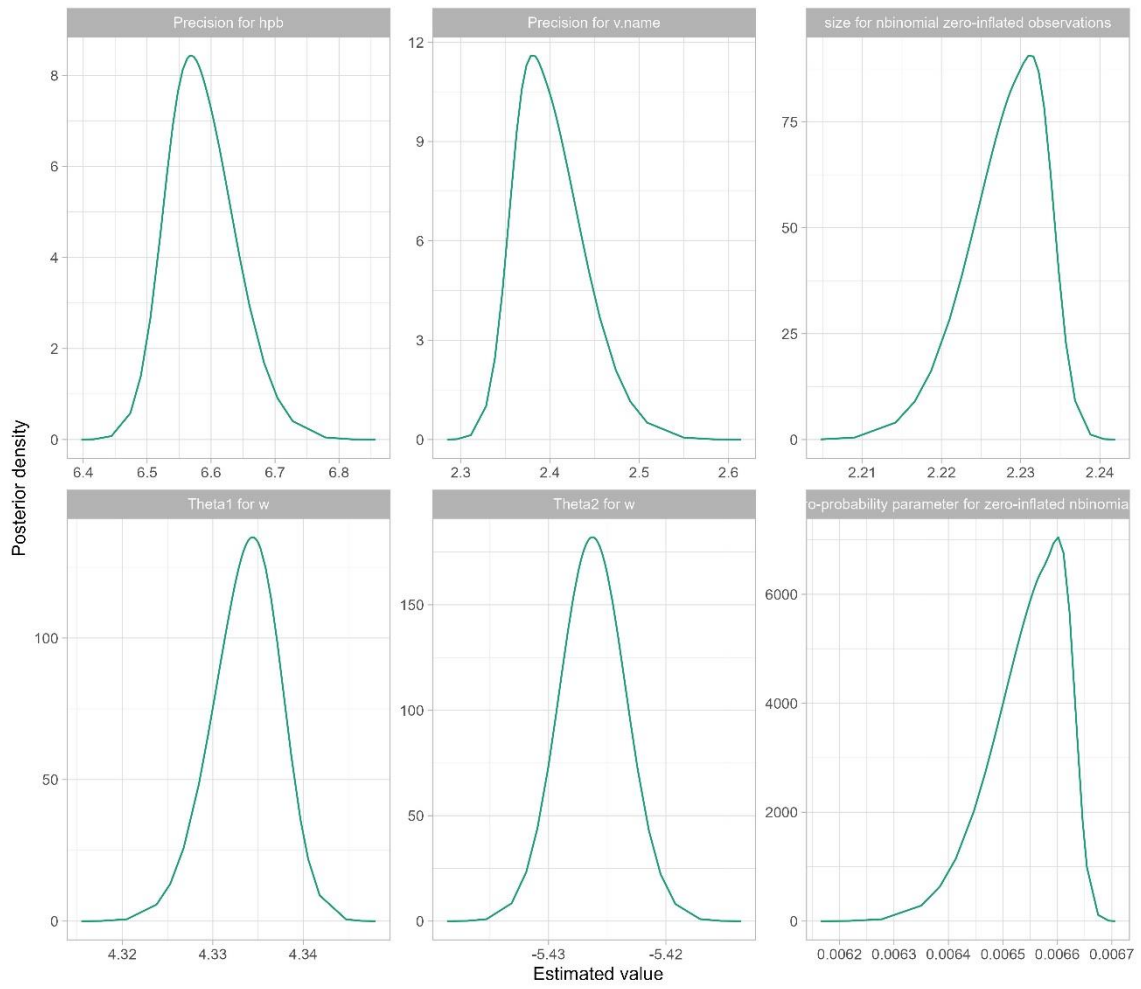 Precision for hpb
Precision for v.name
size for nbinomial zero-inflated observations
8
6
4
2
0
12
9
6
3
0
75
50
25
0
6.4 6.5 6.6 6.7 6.8
2.3 2.4 2.5 2.6
2.21 2.22 2.23 2.24
Posterior density
Theta1 for w
Theta2 for w
ro-probability parameter for zero-inflated nbinomia
100
50
0
150
100
50
0
6000
4000
2000
0
4.32 4.33 4.34
-5.43 -5.42
0.0062 0.0063 0.0064 0.0065 0.0066 0.0067
Estimated value